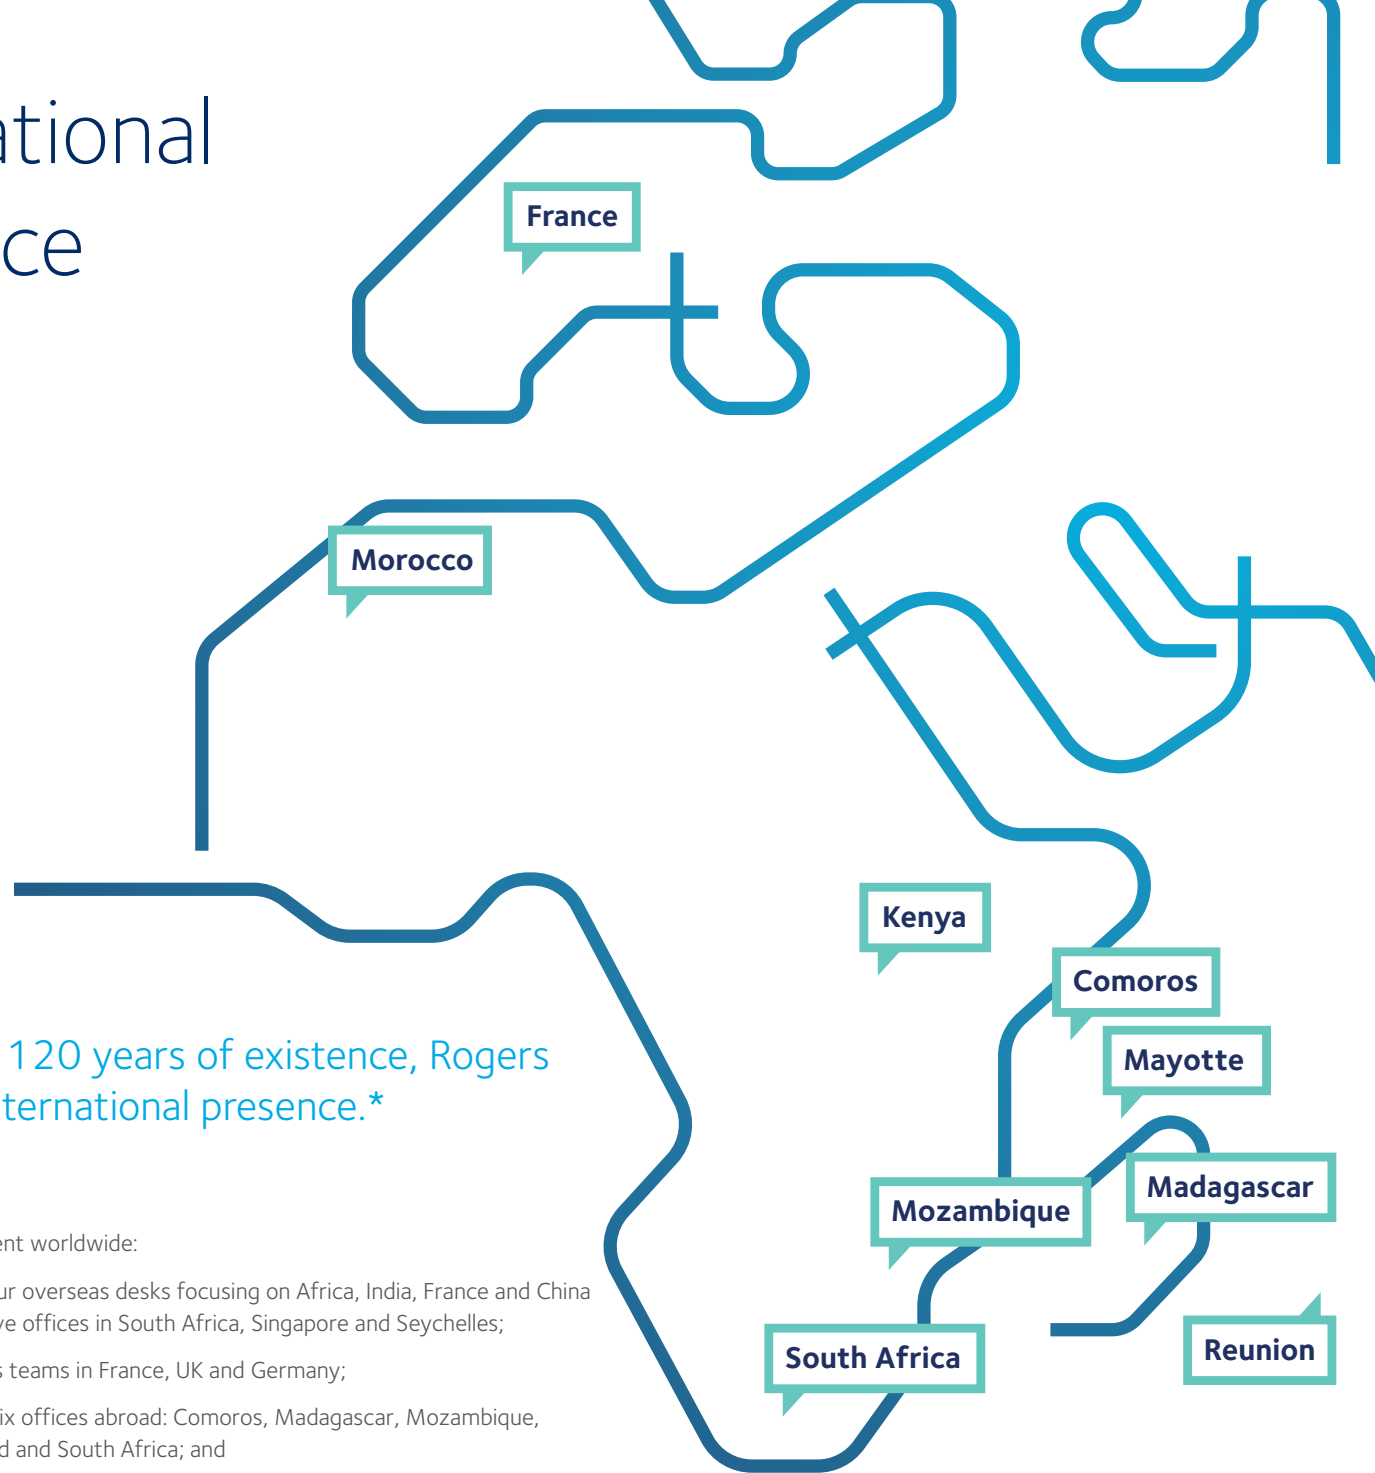 ational
ce
France
Morocco
Kenya
Comoros
120 years of existence, Rogers
Mayotte
ternational presence.*
Madagascar
Mozambique
ent worldwide:
ur overseas desks focusing on Africa, India, France and China
ve offices in South Africa, Singapore and Seychelles;
Reunion
South Africa
s teams in France, UK and Germany;
ix offices abroad: Comoros, Madagascar, Mozambique,
d and South Africa; and